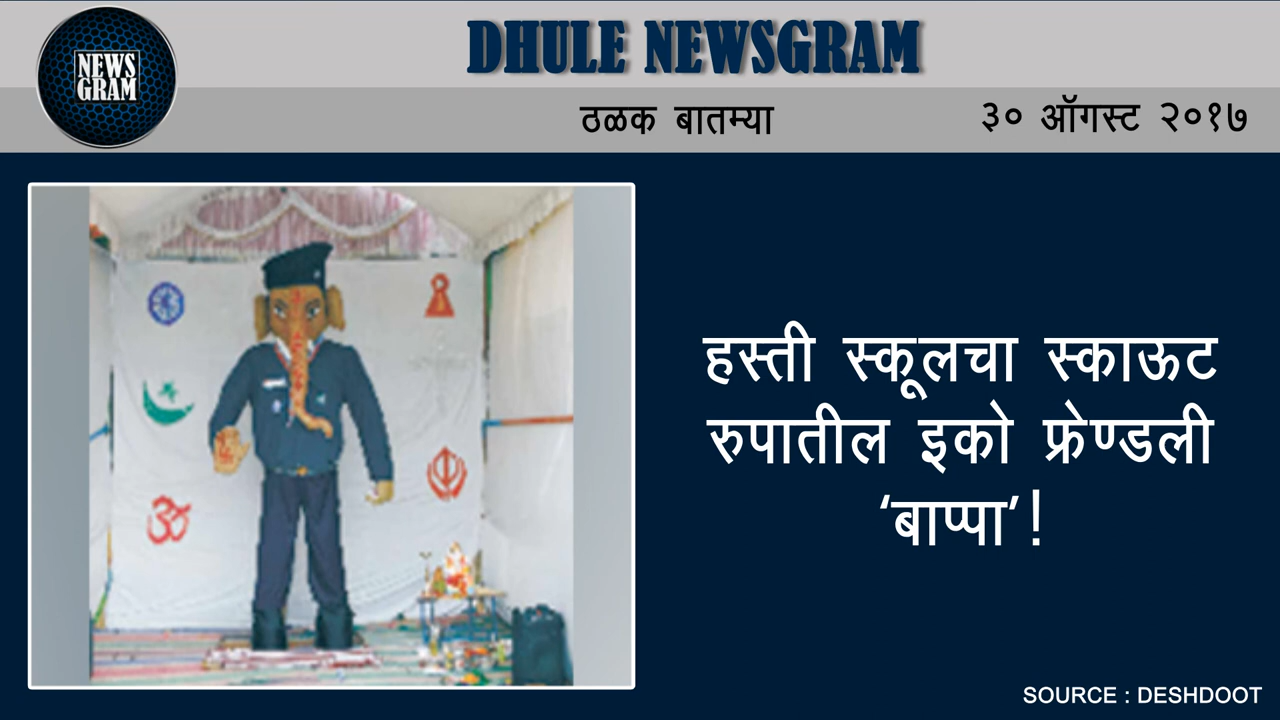 NEWS
GRAM
DHULE NEWSGRAM
ठळक बातम्या
३० ऑगस्ट २०१७
हस्ती स्कूलचा स्काऊट
रुपातील इको फ्रेण्डली
‘बाप्पा’!
ॐ
SOURCE : DESHDOOT